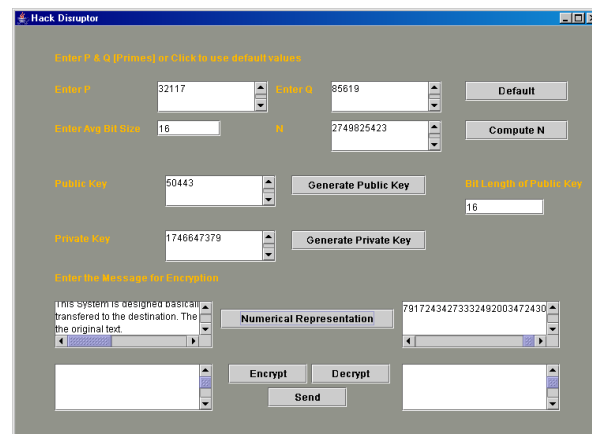 Hack Disruptor
Enter P & Q [Primes] or Click to use default values
Enter P 32117 Enter Q 85619 Default
Enter Avg Bit Size 16 N 2749825423 Compute N
Public Key 50443 Generate Public Key Bit Length of Public Key
16
Private Key 1746647379 Generate Private Key
Enter the Message for Encryption
This System is designed basicall
transfered to the destination. The
the original text.
Numerical Representation
79172434273332492003472430
Encrypt Decrypt
Send